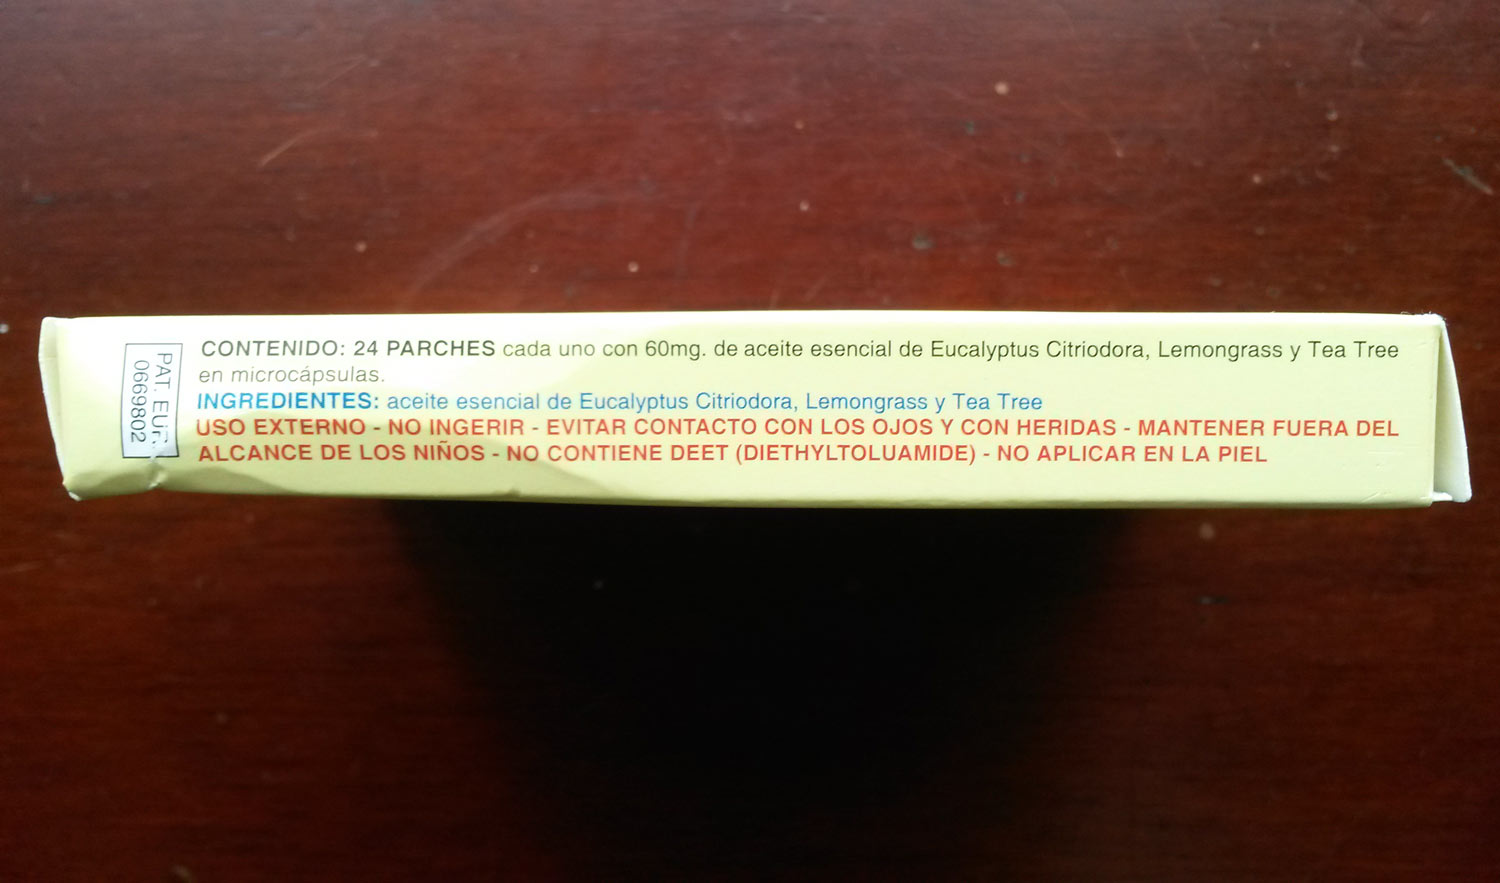 PAT. EUR.
0669802
CONTENIDO: 24 PARCHES cada uno con 60mg. de aceite esencial de Eucalyptus Citriodora, Lemongrass y Tea Tree
en microcápsulas.
INGREDIENTES: aceite esencial de Eucalyptus Citriodora, Lemongrass y Tea Tree
USO EXTERNO - NO INGERIR - EVITAR CONTACTO CON LOS OJOS Y CON HERIDAS - MANTENER FUERA DEL
ALCANCE DE LOS NIÑOS - NO CONTIENE DEET (DIETHYLTOLUAMIDE) - NO APLICAR EN LA PIEL